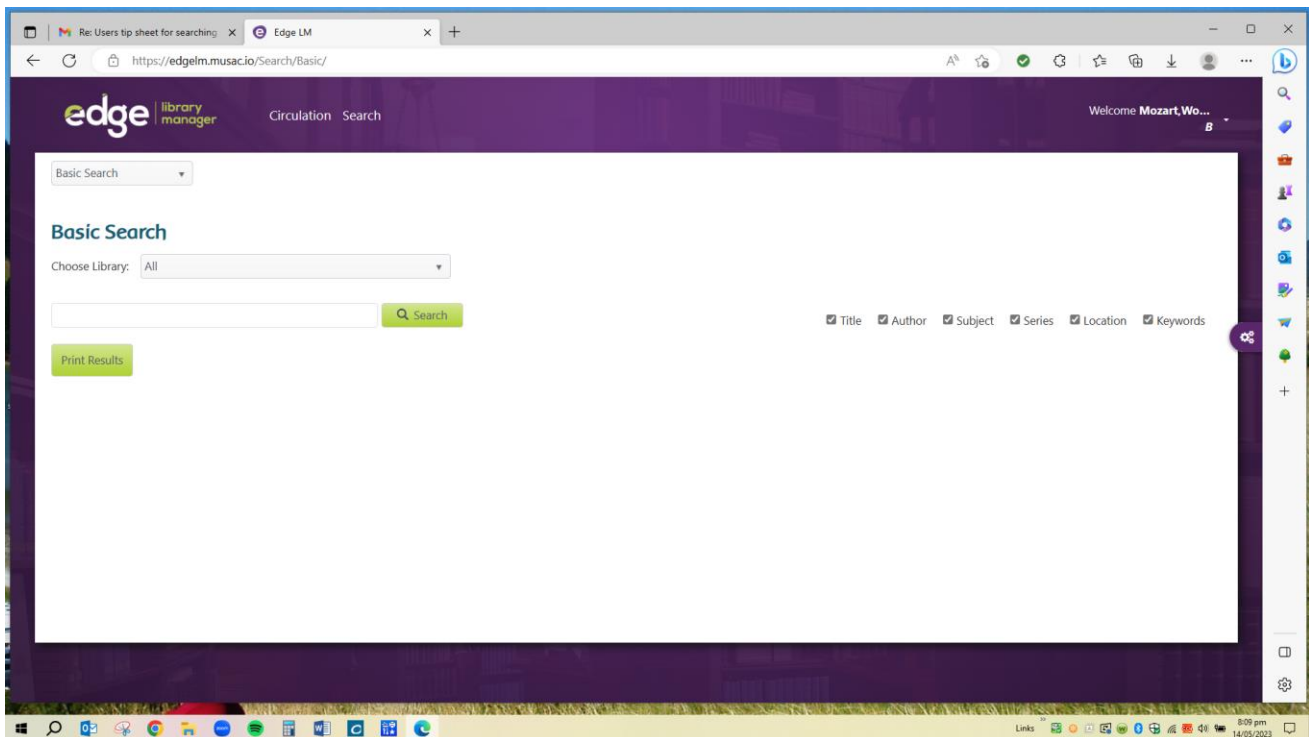 Re: Users tip sheet for searching
Edge LM
https://edgelm.musac.io/Search/Basic/
edge library manager
Circulation Search
Welcome Mozart,Wo...
B
Basic Search
Basic Search
Choose Library: All
Search
Title Author Subject Series Location Keywords
Print Results
Links
8:09 pm
14/05/2023